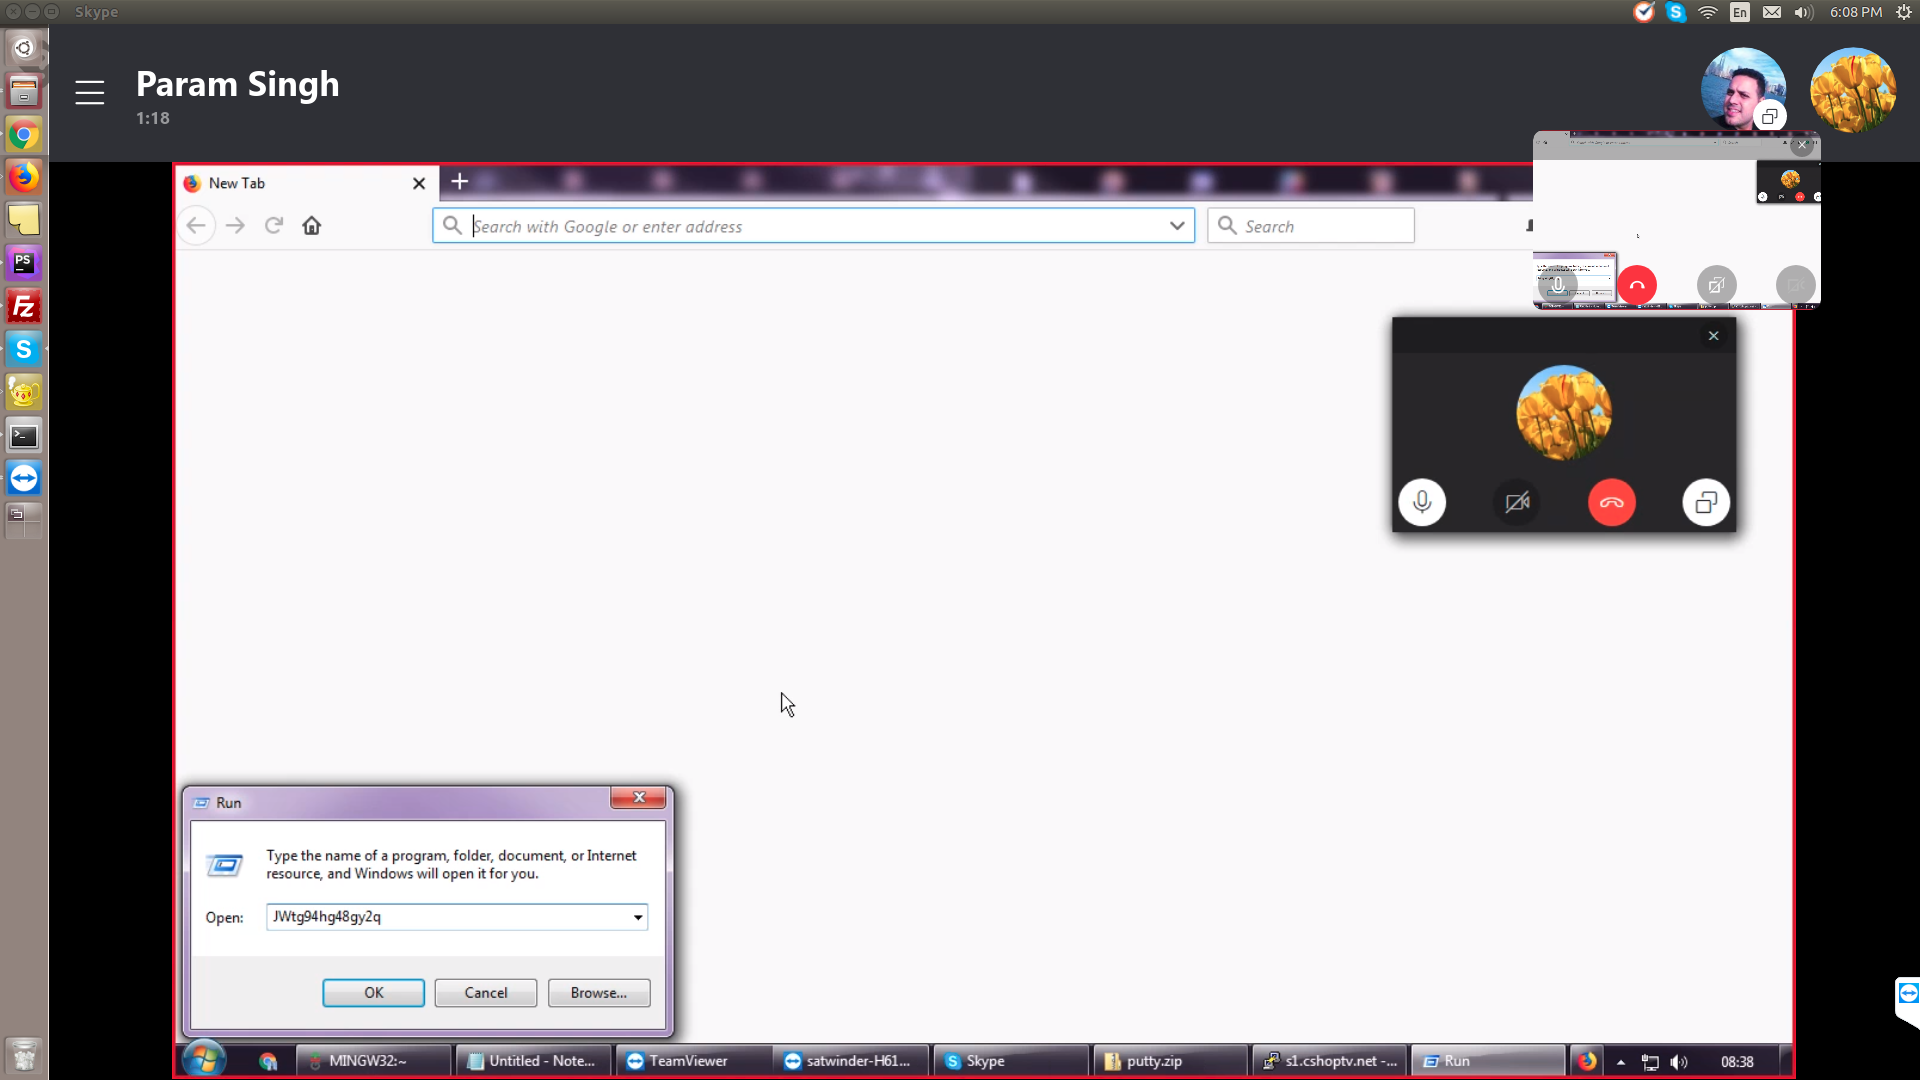 Skype
En
6:08 PM
Param Singh
1:18
New Tab
Search with Google or enter address
Search
PS
Fz
Run
Type the name of a program, folder, document, or Internet
resource, and Windows will open it for you.
Open:
JWtg94hg48gy2q
OK
Cancel
Browse...
MINGW32:~
Untitled - Note...
TeamViewer
satwinder-H61...
Skype
putty.zip
s1.cshoptv.net -...
Run
08:38